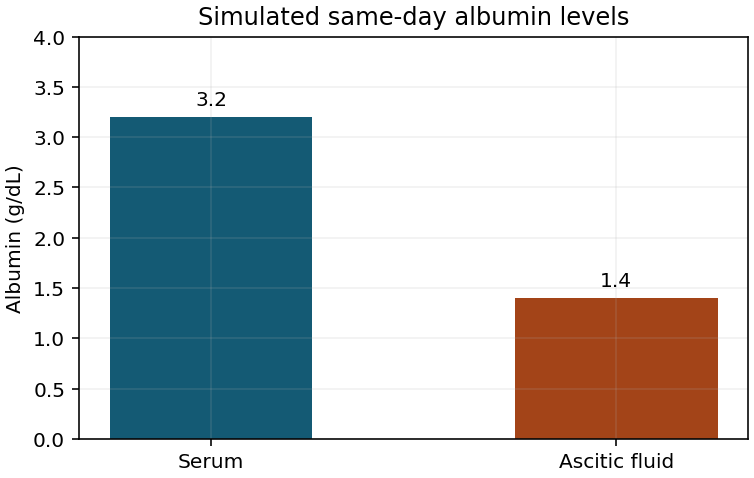 Simulated same-day albumin levels
Albumin (g/dL)
4.0
3.5
3.0
2.5
2.0
1.5
1.0
0.5
0.0
3.2
1.4
Serum
Ascitic fluid